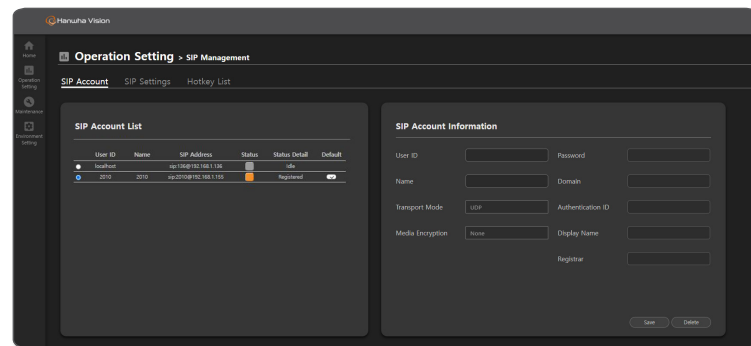 Hanwha Vision
Home
Operation Setting
Maintenance
Environment Setting
Operation Setting > SIP Management
SIP Account SIP Settings Hotkey List
SIP Account List
User ID Name SIP Address Status Status Detail Default
localhost sip:136@192.168.1.136 Idle
2010 2010 sip:2010@192.168.1.155 Registered
SIP Account Information
User ID Password
Name Domain
Transport Mode UDP Authentication ID
Media Encryption None Display Name
Registrar
Save Delete